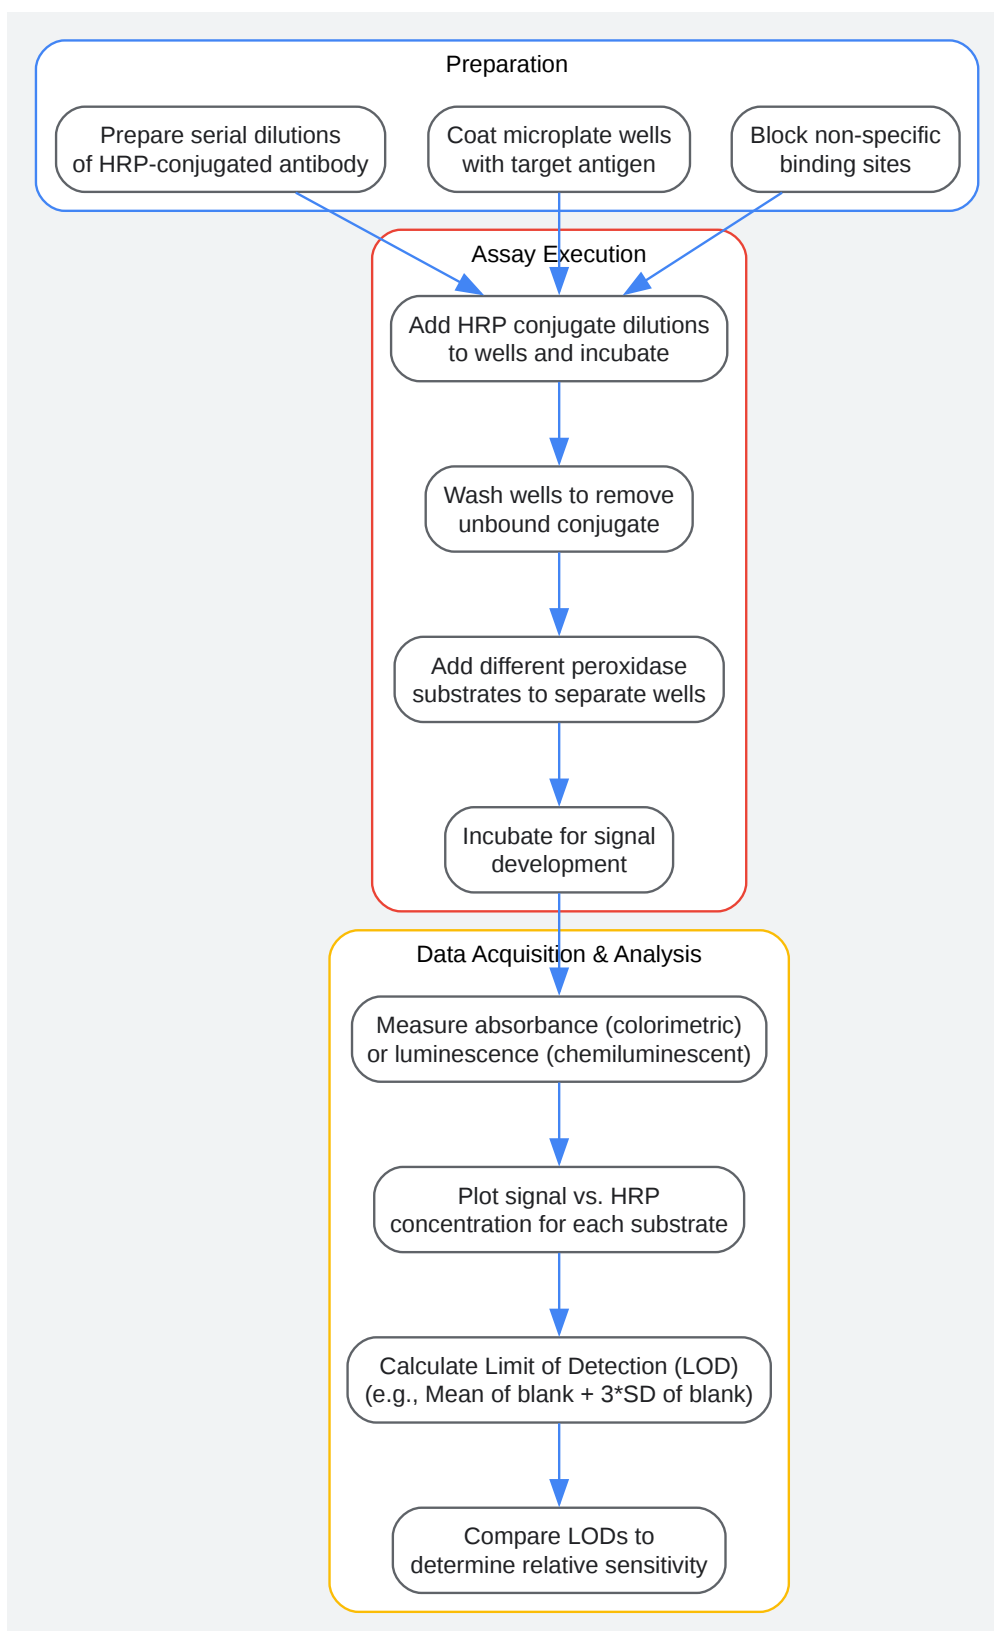 Preparation
Prepare serial dilutions
of HRP-conjugated antibody
Coat microplate wells
with target antigen
Block non-specific
binding sites
Assay Execution
Add HRP conjugate dilutions
to wells and incubate
Wash wells to remove
unbound conjugate
Add different peroxidase
substrates to separate wells
Incubate for signal
development
Data Acquisition & Analysis
Measure absorbance (colorimetric)
or luminescence (chemiluminescent)
Plot signal vs. HRP
concentration for each substrate
Calculate Limit of Detection (LOD)
(e.g., Mean of blank + 3*SD of blank)
Compare LODs to
determine relative sensitivity